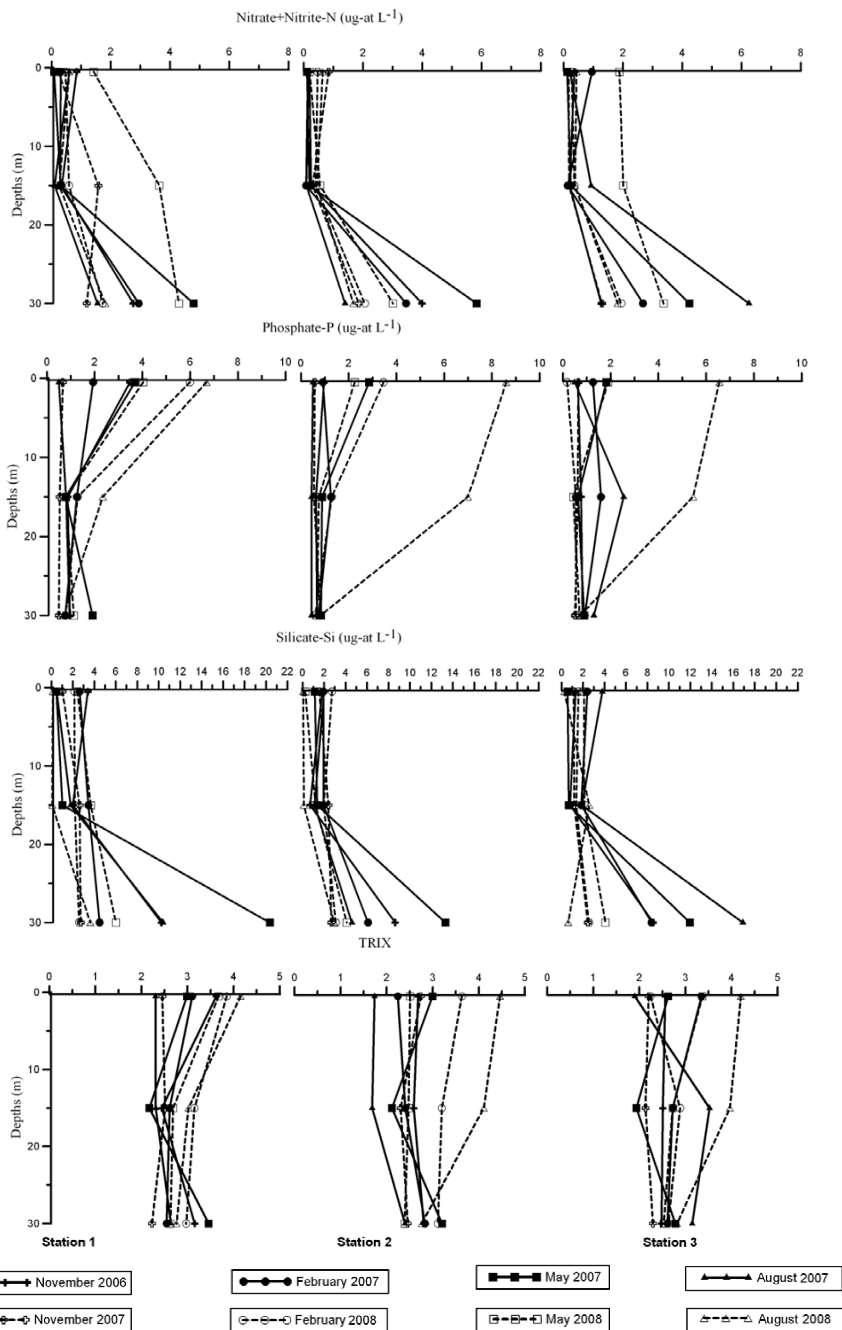 Nitrate+Nitrite-N (ug-at L-1)
0 2 4 6 8 0 2 4 6 8 0 2 4 6 8
0
10
Depths (m)
20
30
Phosphate-P (ug-at L-1)
0 2 4 6 8 10 0 2 4 6 8 10 0 2 4 6 8 10
0
10
Depths (m)
20
30
Silicate-Si (ug-at L-1)
0 2 4 6 8 10 12 14 16 18 20 22 0 2 4 6 8 10 12 14 16 18 20 22 0 2 4 6 8 10 12 14 16 18 20 22
0
10
Depths (m)
20
30
TRIX
0 1 2 3 4 5 0 1 2 3 4 5 0 1 2 3 4 5
0
10
Depths (m)
20
30
Station 1 Station 2 Station 3
November 2006 February 2007 May 2007 August 2007
November 2007 February 2008 May 2008 August 2008